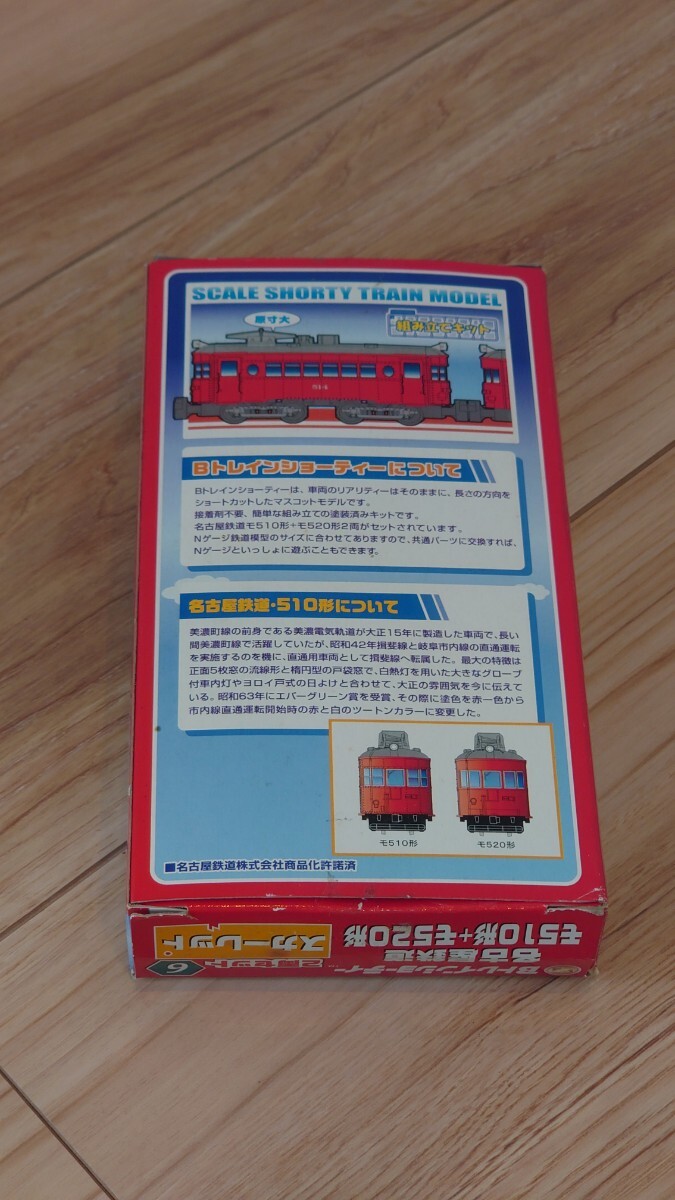 SCALE SHORTY TRAIN MODEL
原寸大
組み立てキット
514
Bトレインショーティーについて
Bトレインショーティーは、車両のリアリティーはそのままに、長さの方向を
ショートカットしたマスコットモデルです。
接着剤不要、簡単な組み立ての塗装済みキットです。
名古屋鉄道モ510形+モ520形2両がセットされています。
Nゲージ鉄道模型のサイズに合わせてありますので、共通パーツに交換すれば、
Nゲージといっしょに遊ぶこともできます。
名古屋鉄道・510形について
美濃町線の前身である美濃電気軌道が大正15年に製造した車両で、長い
間美濃町線で活躍していたが、昭和42年揖斐線と岐阜市内線の直通運転
を実施するのを機に、直通用車両として揖斐線へ転属した。最大の特徴は
正面5枚窓の流線形と楕円型の戸袋窓で、白熱灯を用いた大きなグローブ
付車内灯やヨロイ戸式の日よけと合わせて、大正の雰囲気を今に伝えて
いる。昭和63年にエバーグリーン賞を受賞、その際に塗色を赤一色から
市内線直通運転開始時の赤と白のツートンカラーに変更した。
モ510形
モ520形
■名古屋鉄道株式会社商品化許諾済
Bトレインショーティー
名古屋鉄道
モ510形+モ520形
2両セット
スカーレット
6